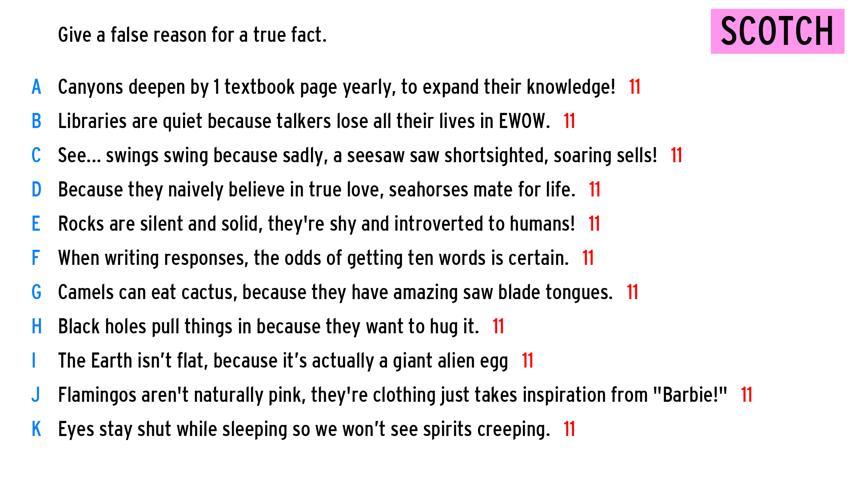 SCOTCH
Give a false reason for a true fact.
A Canyons deepen by 1 textbook page yearly, to expand their knowledge! 11
B Libraries are quiet because talkers lose all their lives in EWOW. 11
C See... swings swing because sadly, a seesaw saw shortsighted, soaring sells! 11
D Because they naively believe in true love, seahorses mate for life. 11
E Rocks are silent and solid, they're shy and introverted to humans! 11
F When writing responses, the odds of getting ten words is certain. 11
G Camels can eat cactus, because they have amazing saw blade tongues. 11
H Black holes pull things in because they want to hug it. 11
I The Earth isn’t flat, because it’s actually a giant alien egg 11
J Flamingos aren't naturally pink, they're clothing just takes inspiration from "Barbie!" 11
K Eyes stay shut while sleeping so we won’t see spirits creeping. 11